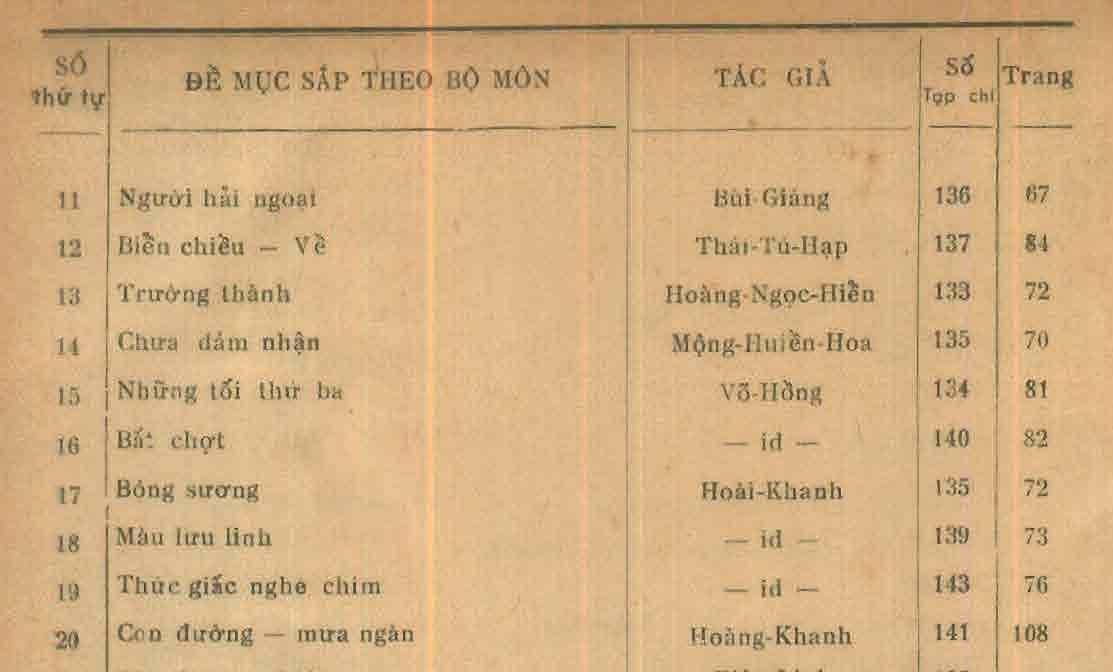 SỐ thứ tự | ĐỀ MỤC SẮP THEO BỘ MÔN | TÁC GIẢ | Số Tạp chí | Trang
11 | Người hải ngoại | Bùi-Giáng | 136 | 67
12 | Biển chiều — Về | Thái-Tú-Hạp | 137 | 84
13 | Trưởng thành | Hoàng-Ngọc-Hiển | 133 | 72
14 | Chưa dám nhận | Mộng-Huiền-Hoa | 135 | 70
15 | Những tối thứ ba | Võ-Hồng | 134 | 81
16 | Bất chợt | — id — | 140 | 82
17 | Bóng sương | Hoài-Khanh | 135 | 72
18 | Màu lưu linh | — id — | 139 | 73
19 | Thức giấc nghe chim | — id — | 143 | 76
20 | Con đường — mưa ngàn | Hoàng-Khanh | 141 | 108